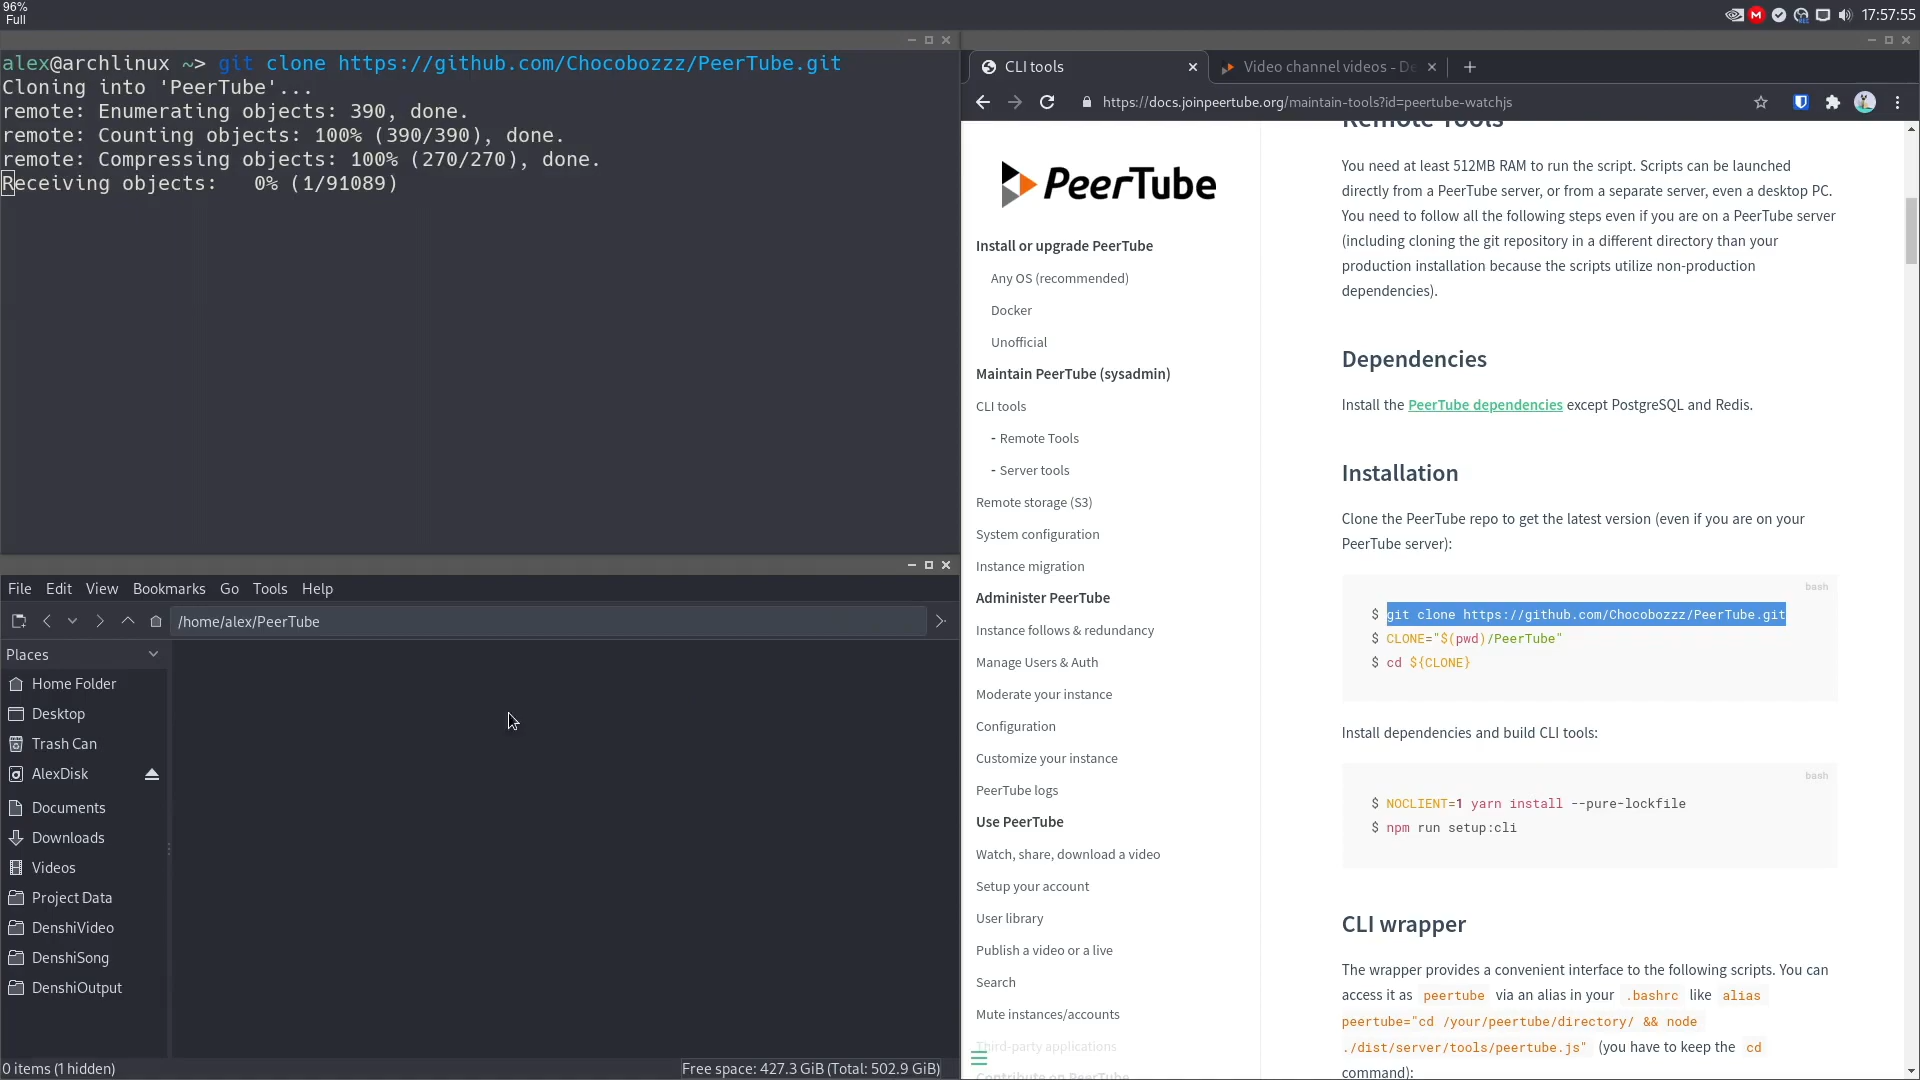 96%
Full
17:57:55
alex@archlinux ~> git clone https://github.com/Chocobozzz/PeerTube.git
Cloning into 'PeerTube'...
remote: Enumerating objects: 390, done.
remote: Counting objects: 100% (390/390), done.
remote: Compressing objects: 100% (270/270), done.
Receiving objects:   0% (1/91089)
File Edit View Bookmarks Go Tools Help
/home/alex/PeerTube
Places
Home Folder
Desktop
Trash Can
AlexDisk
Documents
Downloads
Videos
Project Data
DenshiVideo
DenshiSong
DenshiOutput
0 items (1 hidden)
Free space: 427.3 GiB (Total: 502.9 GiB)
CLI tools
Video channel videos - De
https://docs.joinpeertube.org/maintain-tools?id=peertube-watchjs
PeerTube
Install or upgrade PeerTube
Any OS (recommended)
Docker
Unofficial
Maintain PeerTube (sysadmin)
CLI tools
- Remote Tools
- Server tools
Remote storage (S3)
System configuration
Instance migration
Administer PeerTube
Instance follows & redundancy
Manage Users & Auth
Moderate your instance
Configuration
Customize your instance
PeerTube logs
Use PeerTube
Watch, share, download a video
Setup your account
User library
Publish a video or a live
Search
Mute instances/accounts
Third-party applications
Contribute on PeerTube
Remote Tools
You need at least 512MB RAM to run the script. Scripts can be launched
directly from a PeerTube server, or from a separate server, even a desktop PC.
You need to follow all the following steps even if you are on a PeerTube server
(including cloning the git repository in a different directory than your
production installation because the scripts utilize non-production
dependencies).
Dependencies
Install the PeerTube dependencies except PostgreSQL and Redis.
Installation
Clone the PeerTube repo to get the latest version (even if you are on your
PeerTube server):
bash
$ git clone https://github.com/Chocobozzz/PeerTube.git
$ CLONE="$(pwd)/PeerTube"
$ cd ${CLONE}
Install dependencies and build CLI tools:
bash
$ NOCLIENT=1 yarn install --pure-lockfile
$ npm run setup:cli
CLI wrapper
The wrapper provides a convenient interface to the following scripts. You can
access it as peertube via an alias in your .bashrc like alias
peertube="cd /your/peertube/directory/ && node
./dist/server/tools/peertube.js" (you have to keep the cd
command):